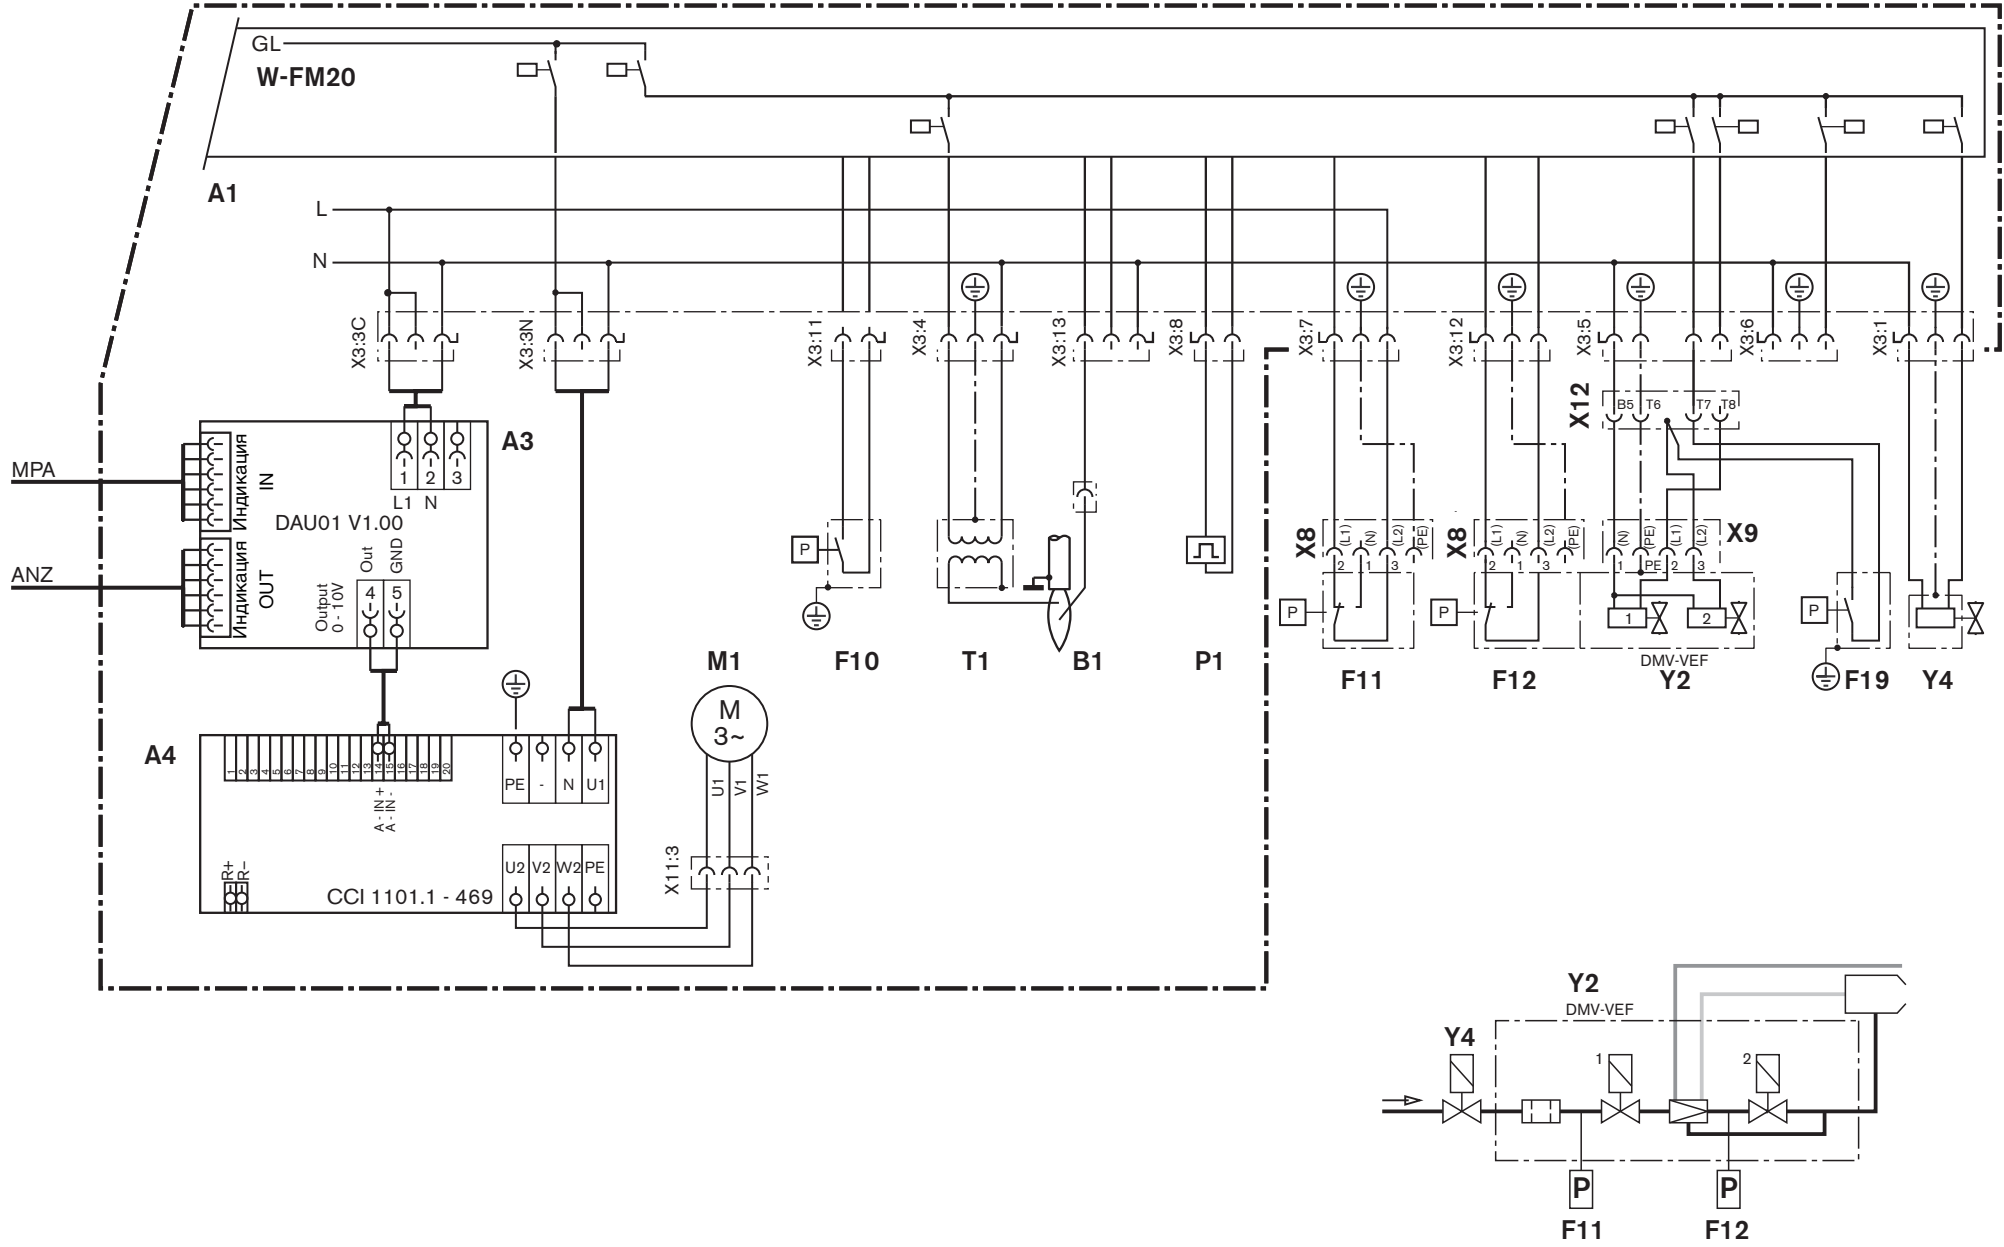 GL
W-FM20
A1
L
N
X3:3C
X3:3N
X3:11
X3:4
X3:13
X3:8
X3:7
X3:12
X3:5
X3:6
X3:1
X12
B5 T6 T7 T8
A3
1 2 3
L1 N
MPA
Индикация
IN
DAU01 V1.00
ANZ
Индикация
OUT
Output
0 - 10V
Out
GND
4 5
X8
(L1) (N) (L2) (PE)
2 1 3
X8
(L1) (N) (L2) (PE)
2 1 3
X9
(N) (PE) (L1) (L2)
1 PE 2 3
P
P
P
1
2
P
DMV-VEF
M1
F10
T1
B1
P1
F11
F12
Y2
F19
Y4
M
3~
U1
V1
W1
X11:3
A4
1 2 3 4 5 6 7 8 9 10 11 12 13 14 15 16 17 18 19 20
A - IN +
A - IN -
PE - N U1
U2 V2 W2 PE
R+
R−
CCI 1101.1 - 469
Y2
DMV-VEF
Y4
1
2
P
P
F11
F12